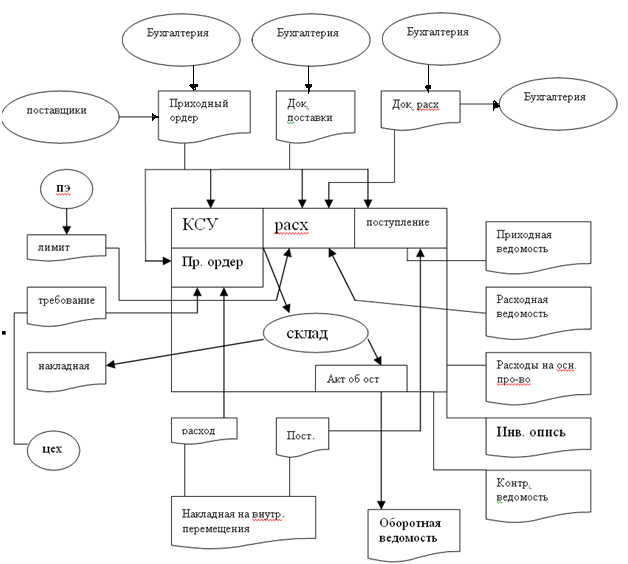 Бухгалтерия
Бухгалтерия
Бухгалтерия
поставщики
Приходный
ордер
Док.
поставки
Док. расх
Бухгалтерия
пэ
лимит
требование
накладная
цех
КСУ
расх
поступление
Пр. ордер
склад
Акт об ост
Приходная
ведомость
Расходная
ведомость
Расходы на осн.
про-во
Инв. опись
Контр.
ведомость
расход
Пост.
Накладная на внутр.
перемещения
Оборотная
ведомость